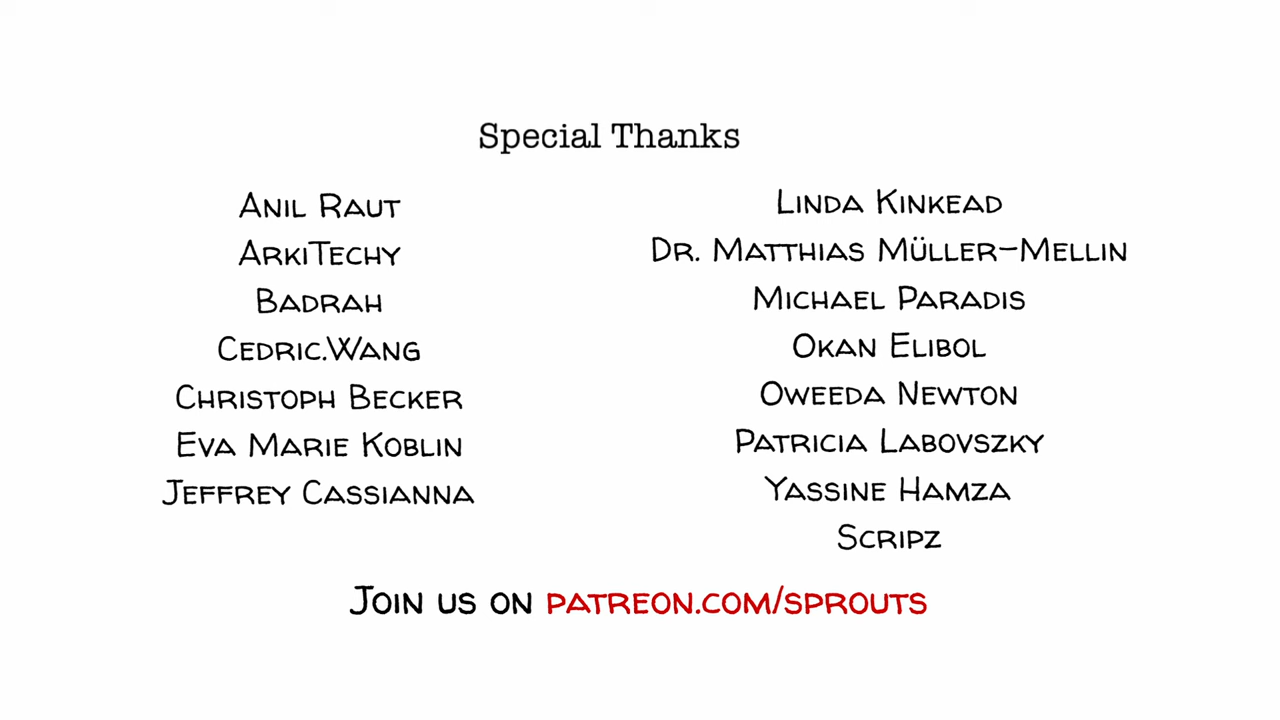 Special Thanks
Anil Raut
ArkiTechy
Badrah
Cedric.Wang
Christoph Becker
Eva Marie Koblin
Jeffrey Cassianna
Linda Kinkead
Dr. Matthias Müller-Mellin
Michael Paradis
Okan Elibol
Oweeda Newton
Patricia Labovszky
Yassine Hamza
Scripz
Join us on patreon.com/sprouts